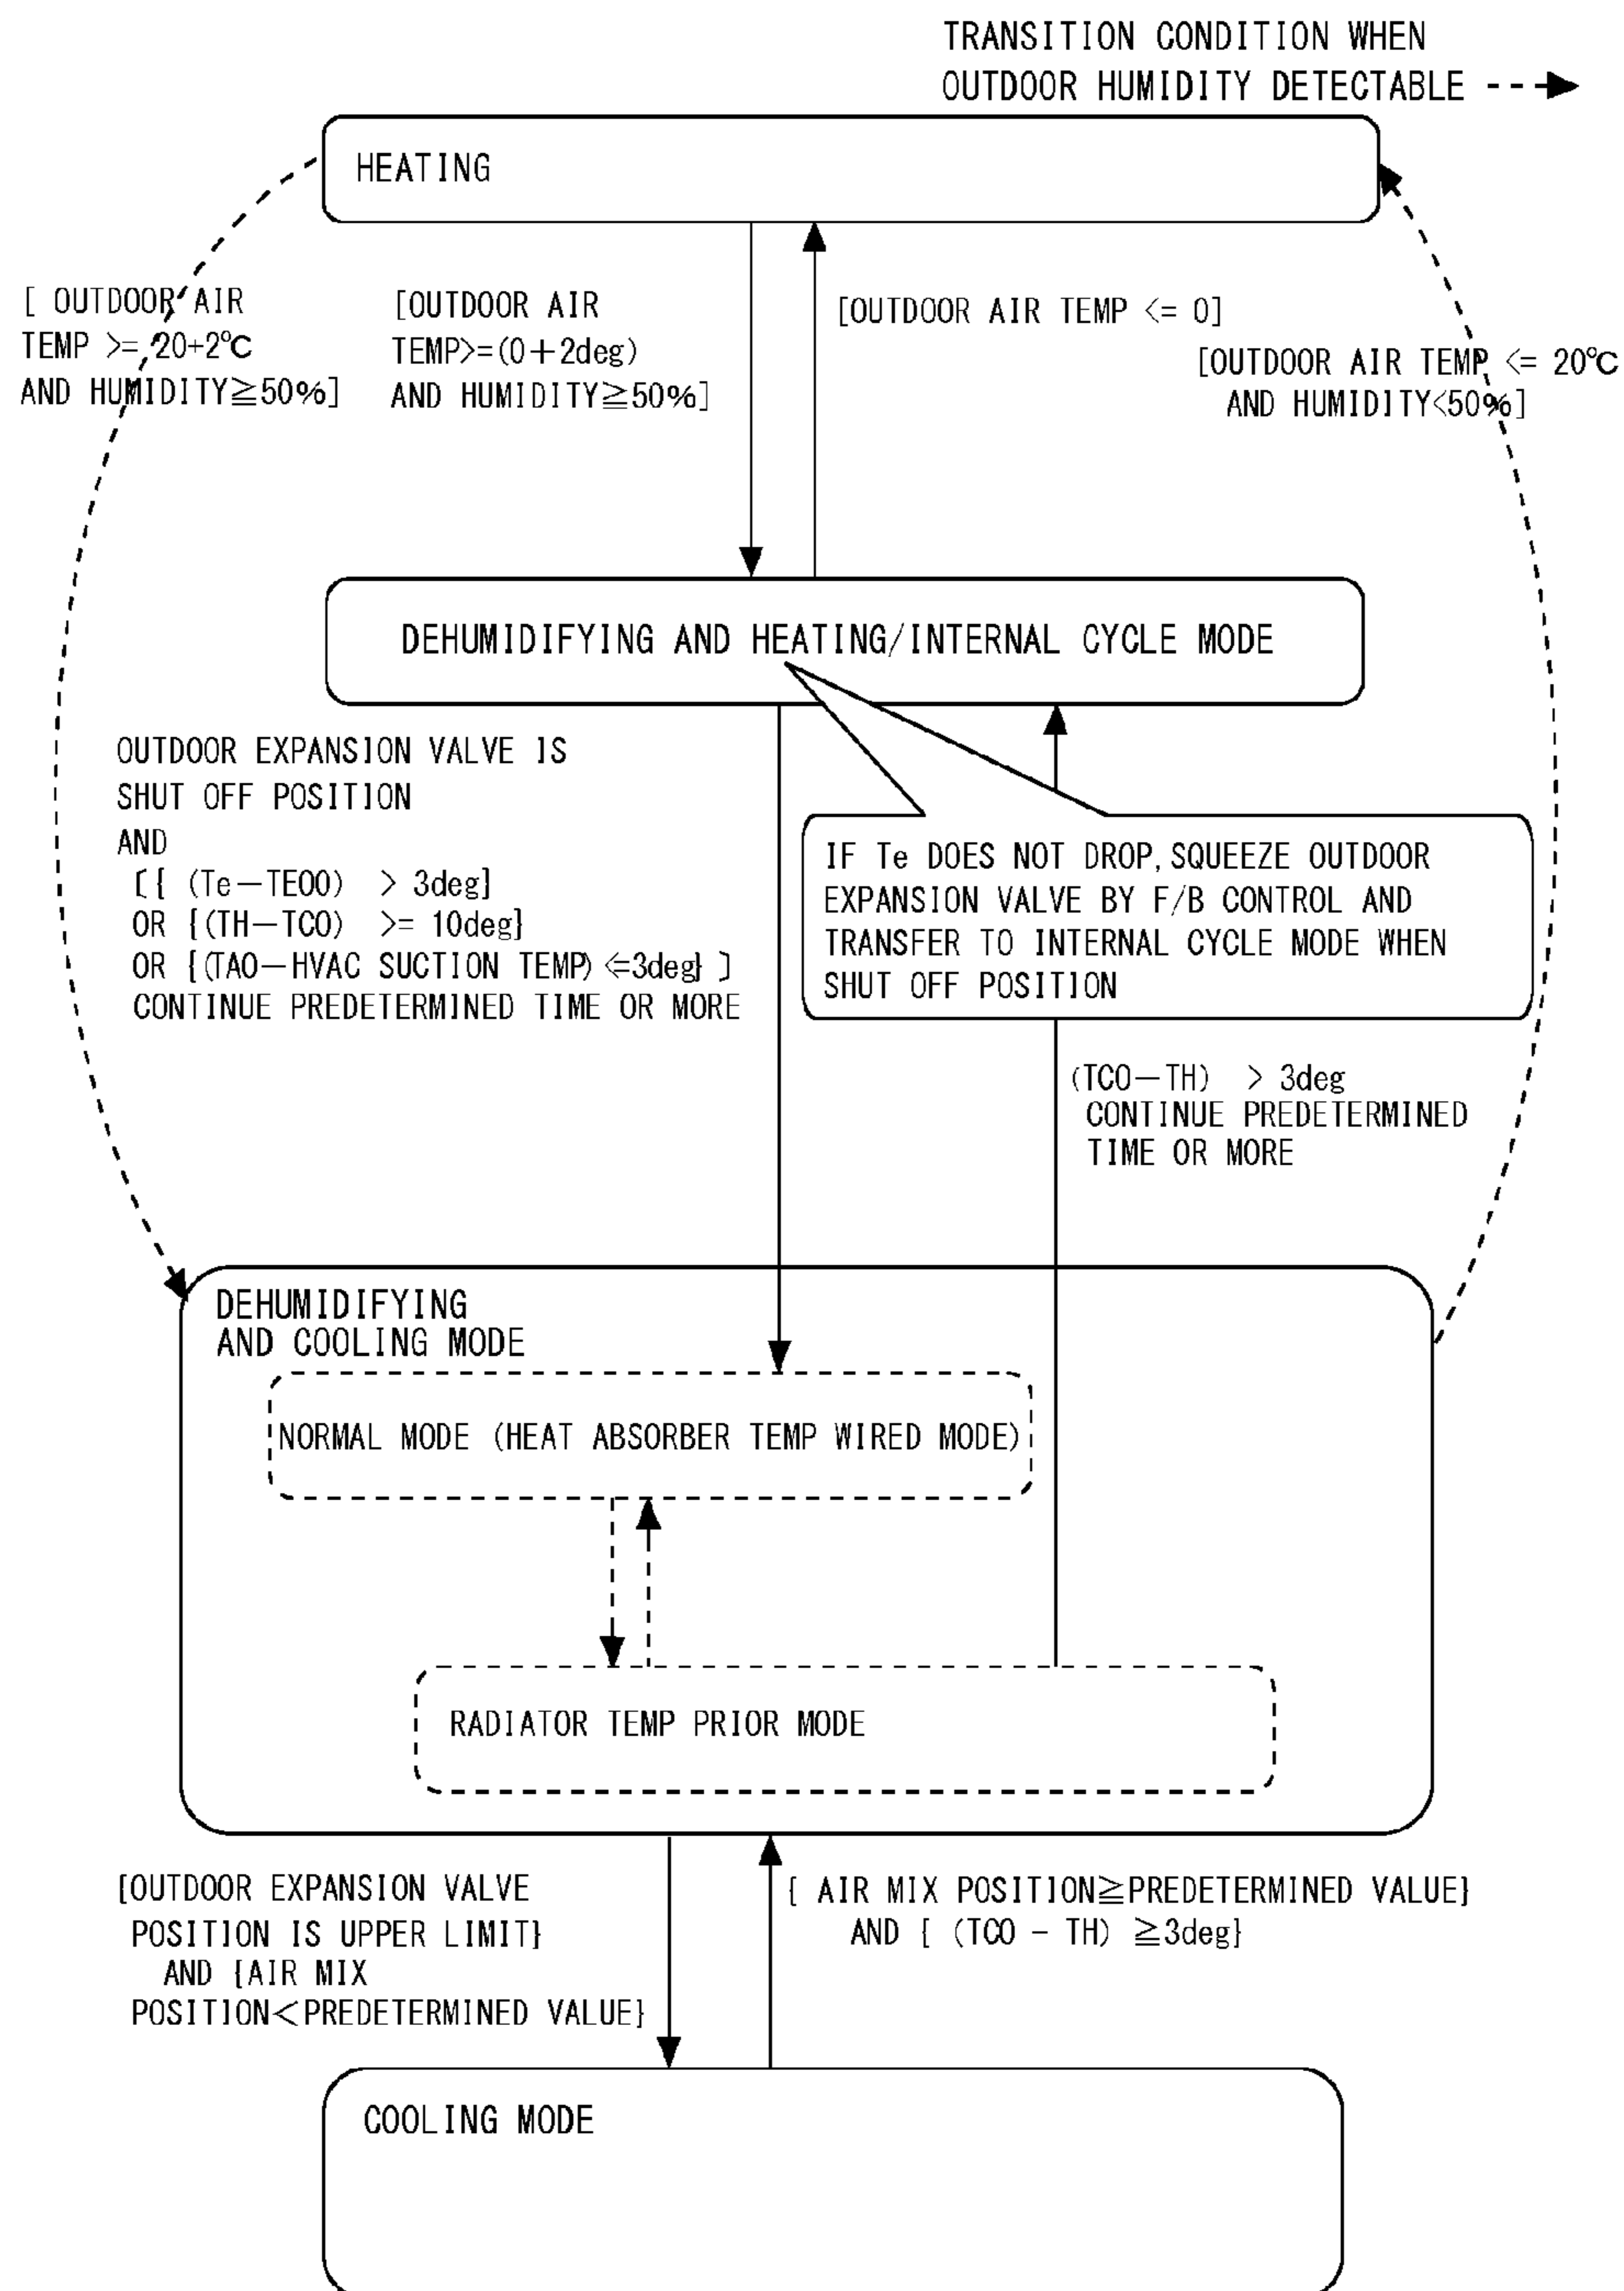 TRANSITION CONDITION WHEN
OUTDOOR HUMIDITY DETECTABLE
HEATING
[ OUTDOOR AIR
TEMP >= 20+2℃
AND HUMIDITY≧50%]
[OUTDOOR AIR
TEMP>=(0+2deg)
AND HUMIDITY≧50%]
[OUTDOOR AIR TEMP <= 0]
[OUTDOOR AIR TEMP <= 20℃
AND HUMIDITY<50%]
DEHUMIDIFYING AND HEATING/INTERNAL CYCLE MODE
OUTDOOR EXPANSION VALVE IS
SHUT OFF POSITION
AND
[{ (Te−TEOO) > 3deg]
OR {(TH−TCO) >= 10deg}
OR {(TAO−HVAC SUCTION TEMP) <=3deg} ]
CONTINUE PREDETERMINED TIME OR MORE
IF Te DOES NOT DROP, SQUEEZE OUTDOOR
EXPANSION VALVE BY F/B CONTROL AND
TRANSFER TO INTERNAL CYCLE MODE WHEN
SHUT OFF POSITION
(TCO−TH) > 3deg
CONTINUE PREDETERMINED
TIME OR MORE
DEHUMIDIFYING
AND COOLING MODE
NORMAL MODE (HEAT ABSORBER TEMP WIRED MODE)
RADIATOR TEMP PRIOR MODE
[OUTDOOR EXPANSION VALVE
POSITION IS UPPER LIMIT}
AND {AIR MIX
POSITION<PREDETERMINED VALUE}
{ AIR MIX POSITION≧PREDETERMINED VALUE}
AND { (TCO - TH) ≧3deg}
COOLING MODE